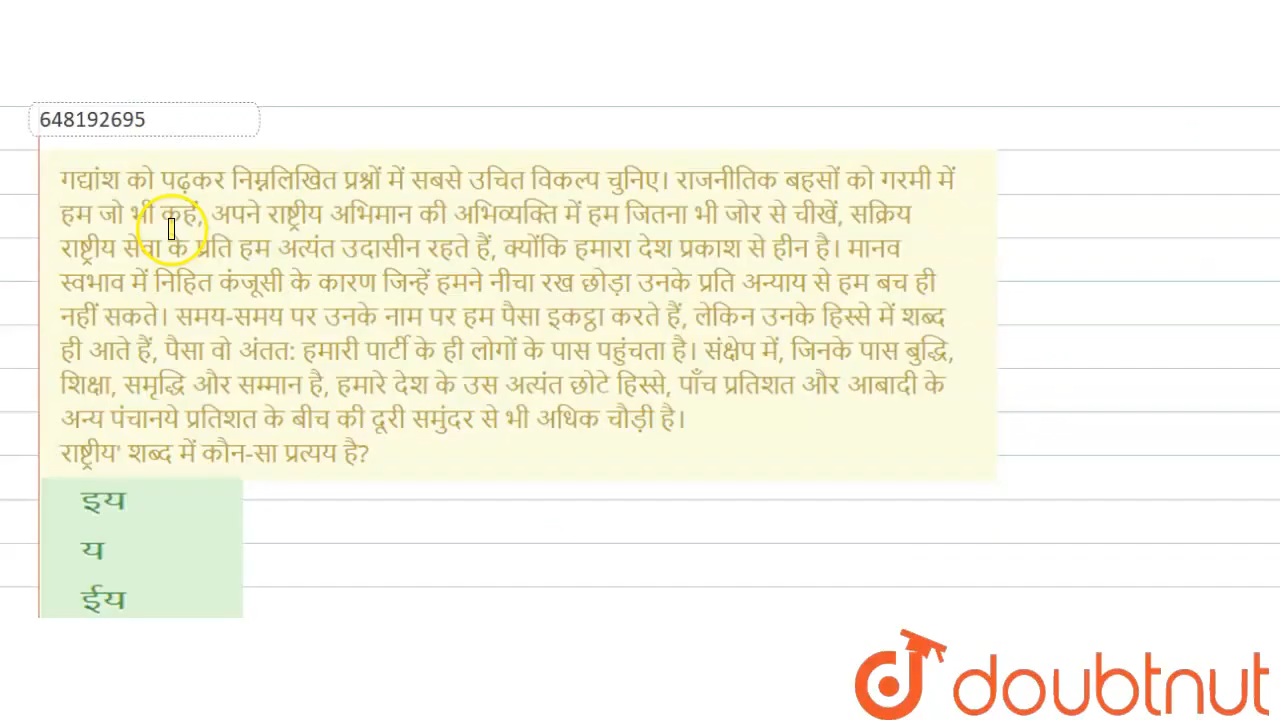 648192695
गद्यांश को पढ़कर निम्नलिखित प्रश्नों में सबसे उचित विकल्प चुनिए। राजनीतिक बहसों को गरमी में
हम जो भी कहें, अपने राष्ट्रीय अभिमान की अभिव्यक्ति में हम जितना भी जोर से चीखें, सक्रिय
राष्ट्रीय सेवा के प्रति हम अत्यंत उदासीन रहते हैं, क्योंकि हमारा देश प्रकाश से हीन है। मानव
स्वभाव में निहित कंजूसी के कारण जिन्हें हमने नीचा रख छोड़ा उनके प्रति अन्याय से हम बच ही
नहीं सकते। समय-समय पर उनके नाम पर हम पैसा इकट्ठा करते हैं, लेकिन उनके हिस्से में शब्द
ही आते हैं, पैसा वो अंतत: हमारी पार्टी के ही लोगों के पास पहुंचता है। संक्षेप में, जिनके पास बुद्धि,
शिक्षा, समृद्धि और सम्मान है, हमारे देश के उस अत्यंत छोटे हिस्से, पाँच प्रतिशत और आबादी के
अन्य पंचानये प्रतिशत के बीच की दूरी समुंदर से भी अधिक चौड़ी है।
राष्ट्रीय' शब्द में कौन-सा प्रत्यय है?
इय
य
ईय
doubtnut